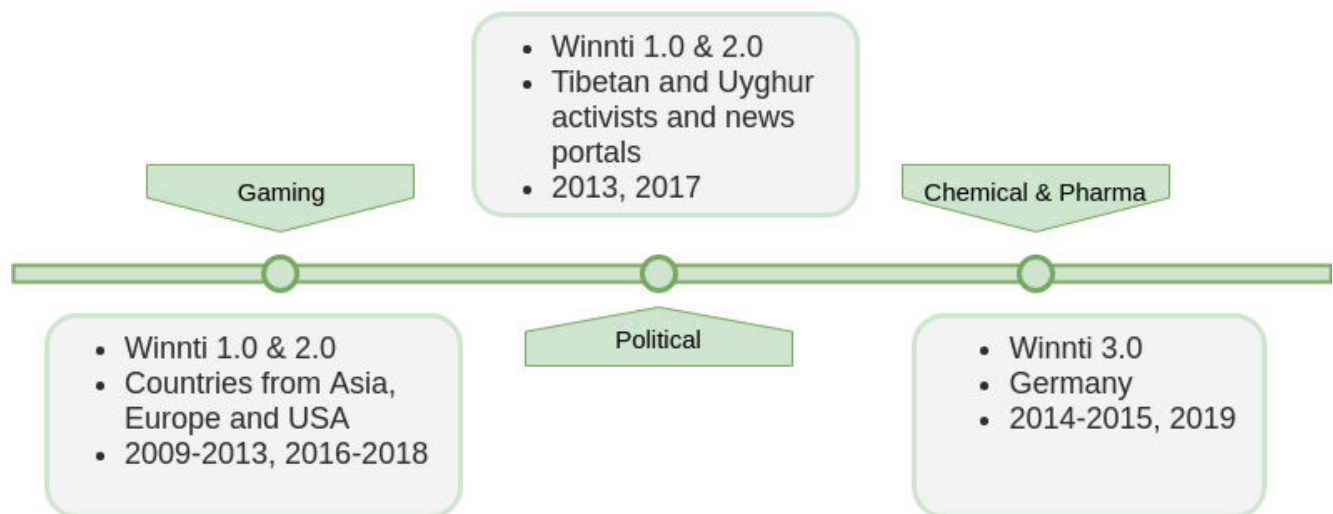 Gaming
• Winnti 1.0 & 2.0
• Countries from Asia,
Europe and USA
• 2009-2013, 2016-2018
• Winnti 1.0 & 2.0
• Tibetan and Uyghur
activists and news
portals
• 2013, 2017
Political
Chemical & Pharma
• Winnti 3.0
• Germany
• 2014-2015, 2019